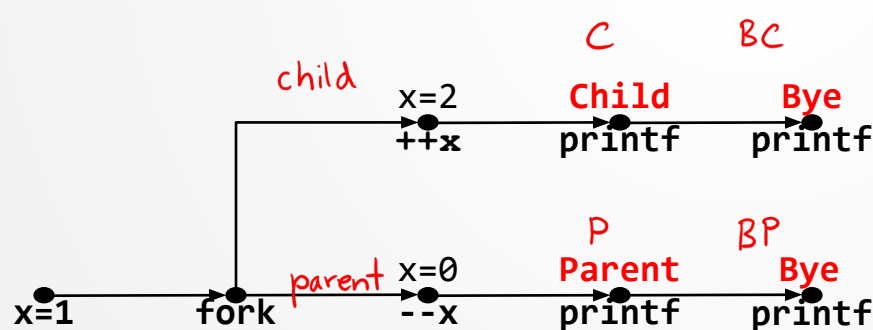 C BC
child
x=2 Child Bye
++x printf printf
P BP
parent x=0 Parent Bye
x=1 fork --x printf printf